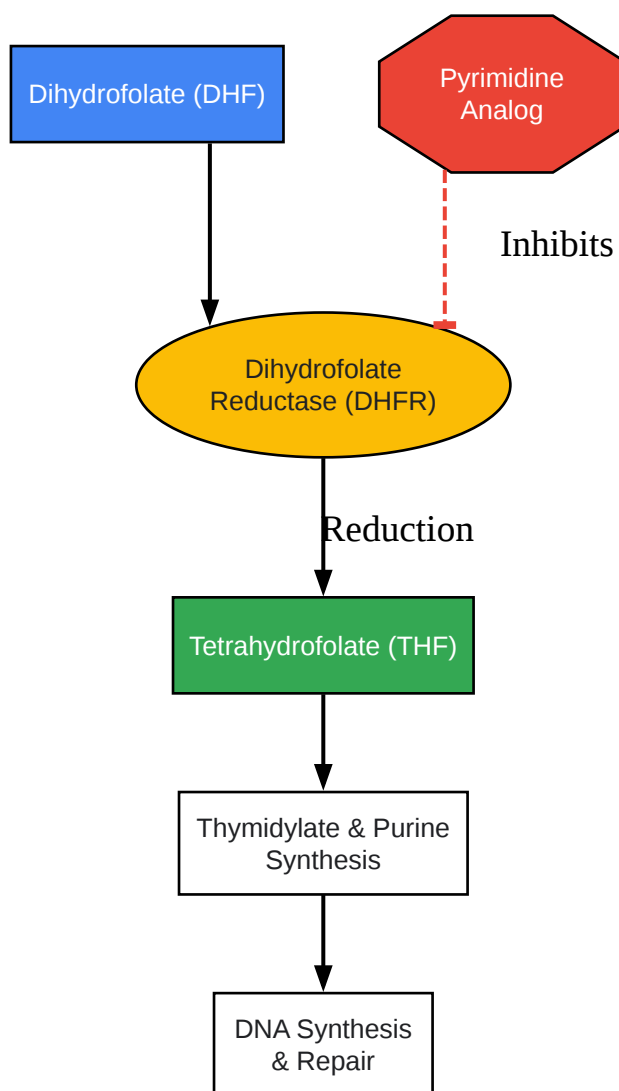 Dihydrofolate (DHF)
Pyrimidine
Analog
Inhibits
Dihydrofolate
Reductase (DHFR)
Reduction
Tetrahydrofolate (THF)
Thymidylate & Purine
Synthesis
DNA Synthesis
& Repair